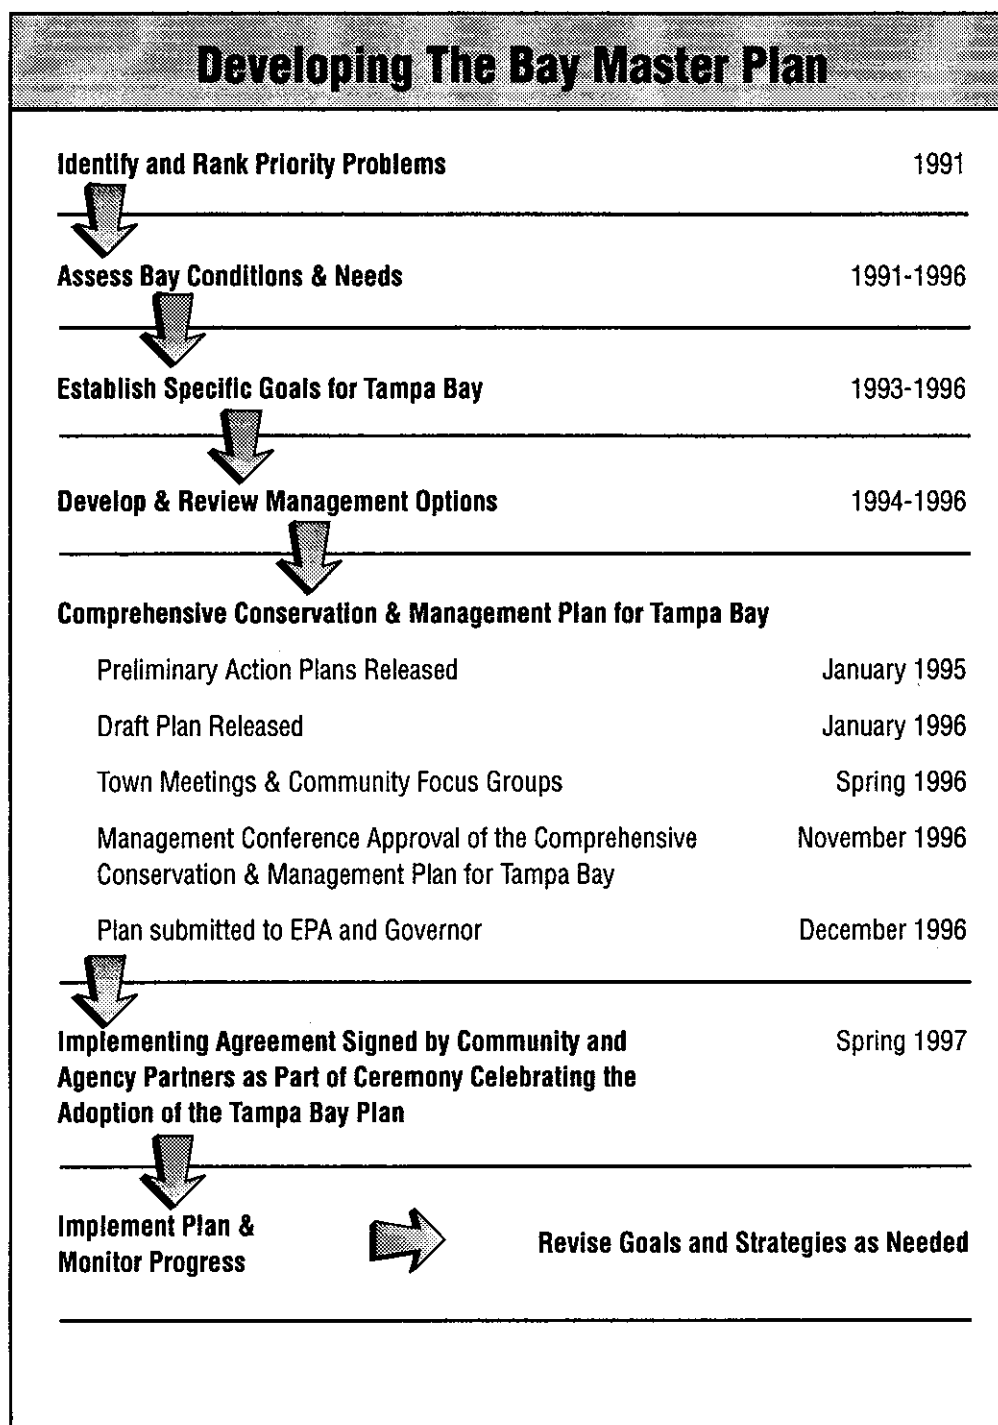 Developing The Bay Master Plan
Identify and Rank Priority Problems 1991
Assess Bay Conditions & Needs 1991-1996
Establish Specific Goals for Tampa Bay 1993-1996
Develop & Review Management Options 1994-1996
Comprehensive Conservation & Management Plan for Tampa Bay
Preliminary Action Plans Released January 1995
Draft Plan Released January 1996
Town Meetings & Community Focus Groups Spring 1996
Management Conference Approval of the Comprehensive November 1996
Conservation & Management Plan for Tampa Bay
Plan submitted to EPA and Governor December 1996
Implementing Agreement Signed by Community and Spring 1997
Agency Partners as Part of Ceremony Celebrating the
Adoption of the Tampa Bay Plan
Implement Plan &
Monitor Progress
Revise Goals and Strategies as Needed